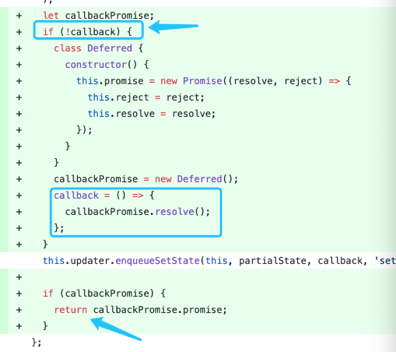 + let callbackPromise;
+ if (!callback) {
+ class Deferred {
+ constructor() {
+ this.promise = new Promise((resolve, reject) => {
+ this.reject = reject;
+ this.resolve = resolve;
+ });
+ }
+ }
+ callbackPromise = new Deferred();
+ callback = () => {
+ callbackPromise.resolve();
+ };
+ }
this.updater.enqueueSetState(this, partialState, callback, 'set
+
+ if (callbackPromise) {
+ return callbackPromise.promise;
+ }
};